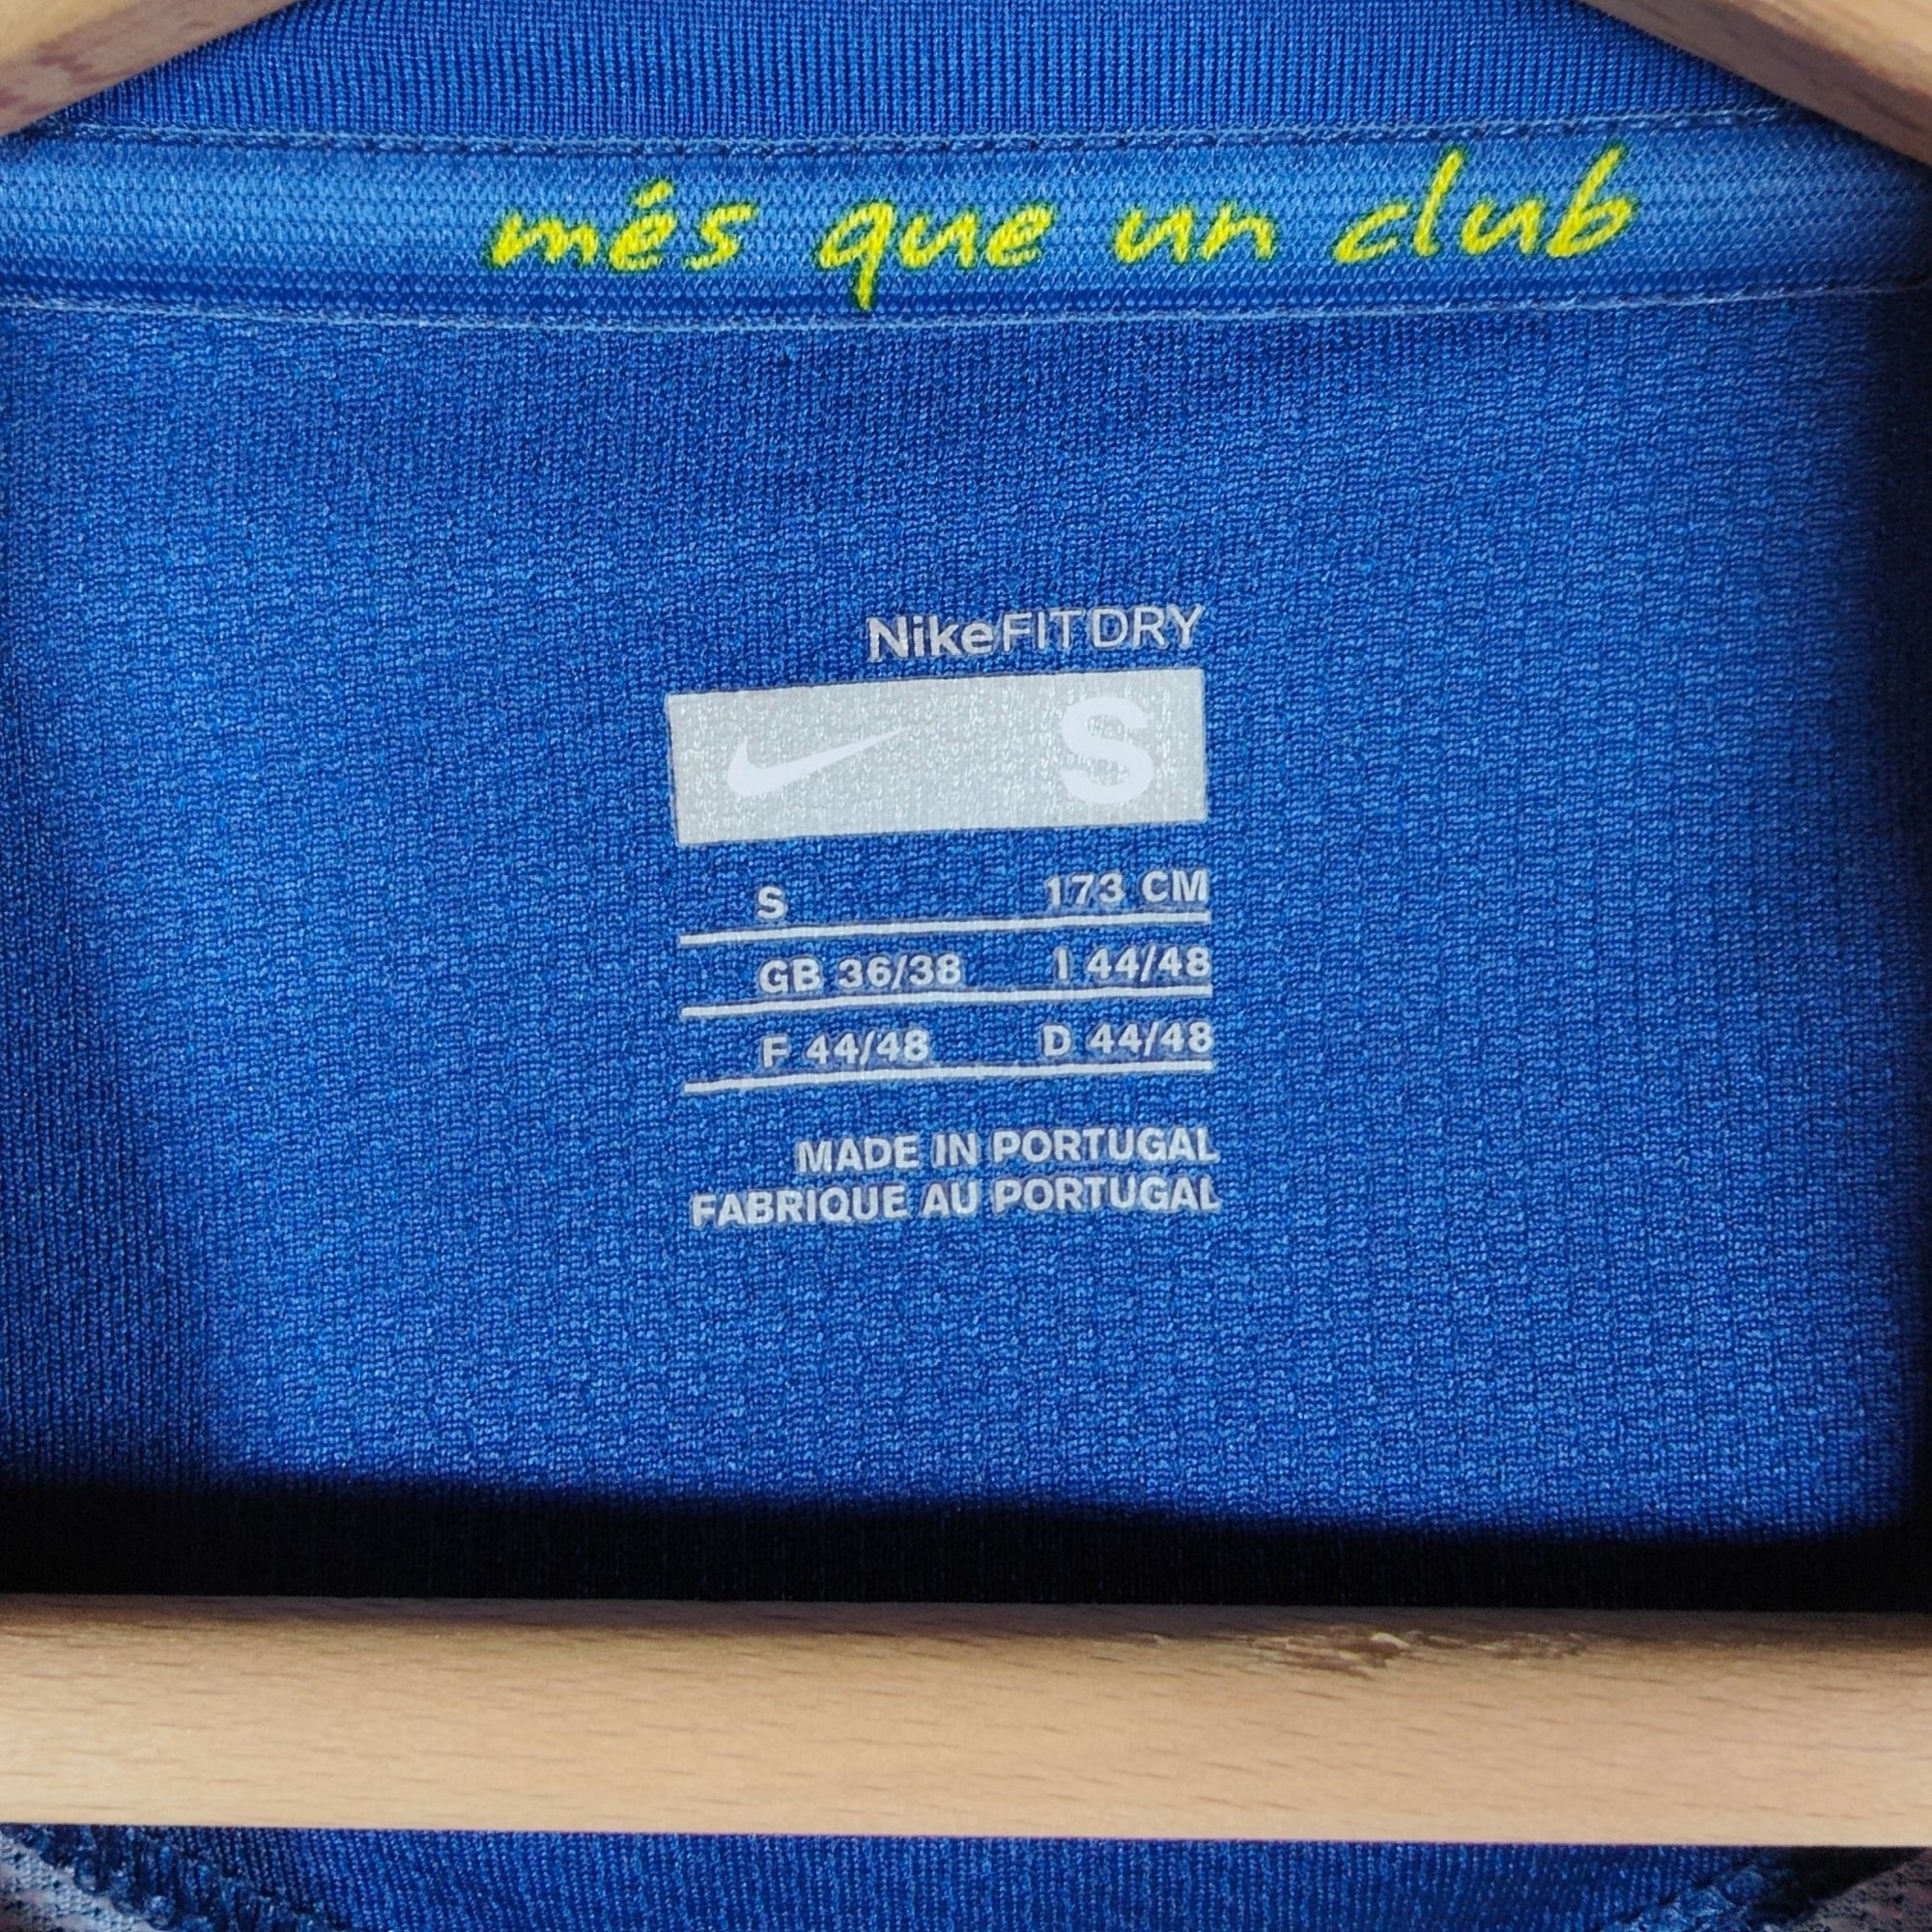 més que un club
NikeFITDRY
S
S 173 CM
GB 36/38 I 44/48
F 44/48 D 44/48
MADE IN PORTUGAL
FABRIQUE AU PORTUGAL